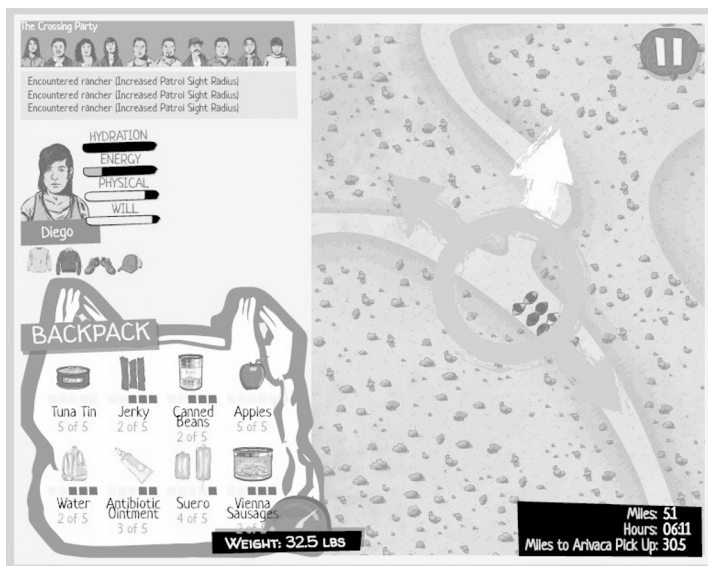 The Crossing Party
Encountered rancher (Increased Patrol Sight Radius)
Encountered rancher (Increased Patrol Sight Radius)
Encountered rancher (Increased Patrol Sight Radius)
HYDRATION
ENERGY
PHYSICAL
WILL
Diego
BACKPACK
Tuna Tin
5 of 5
Jerky
2 of 5
Canned
Beans
2 of 5
Apples
5 of 5
Water
2 of 5
Antibiotic
Ointment
3 of 5
Suero
4 of 5
Vienna
Sausages
WEIGHT: 32.5 LBS
Miles: 5.1
Hours: 06:11
Miles to Arivaca Pick Up: 30.5